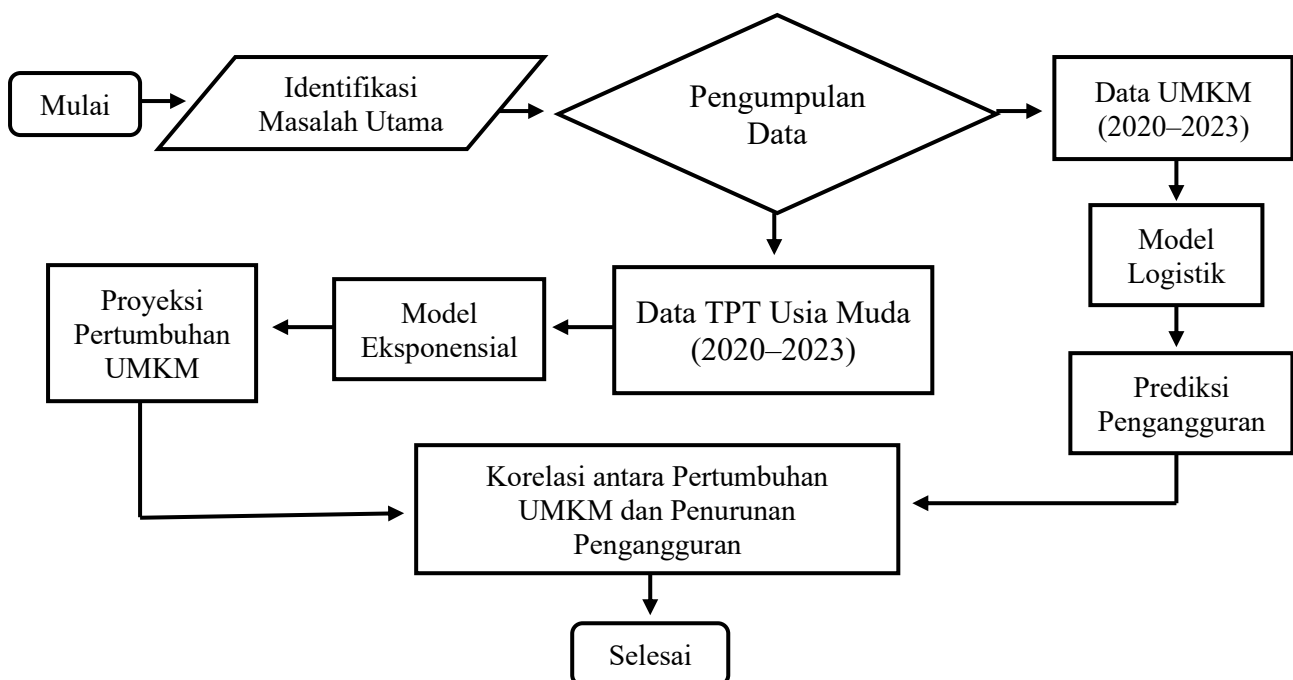 Mulai
Identifikasi
Masalah Utama
Pengumpulan
Data
Data UMKM
(2020–2023)
Model
Logistik
Prediksi
Pengangguran
Data TPT Usia Muda
(2020–2023)
Model
Eksponensial
Proyeksi
Pertumbuhan
UMKM
Korelasi antara Pertumbuhan
UMKM dan Penurunan
Pengangguran
Selesai